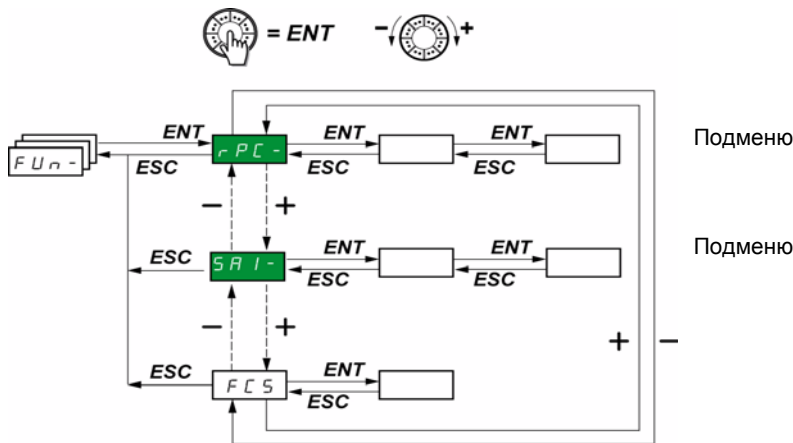 = ENT - +
ENT ENT ENT Подменю
FUn- rPC-
ESC ESC ESC
- +
ENT ENT Подменю
ESC SAI-
ESC ESC
- + + -
ESC ENT
FCS
ESC